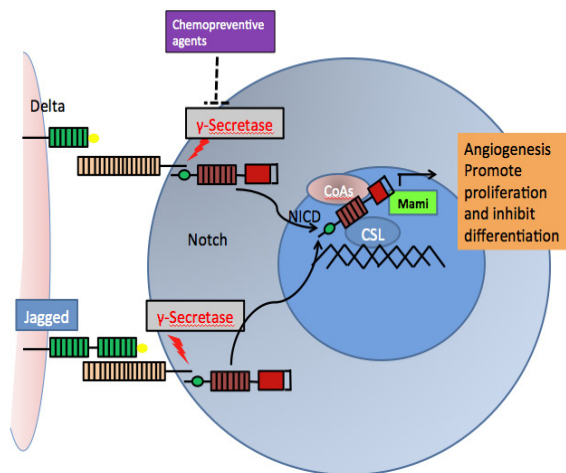 Chemopreventive
agents
Delta
γ-Secretase
Angiogenesis
Promote
proliferation
and inhibit
differentiation
CoAs
Mami
NICD
CSL
Notch
Jagged
γ-Secretase